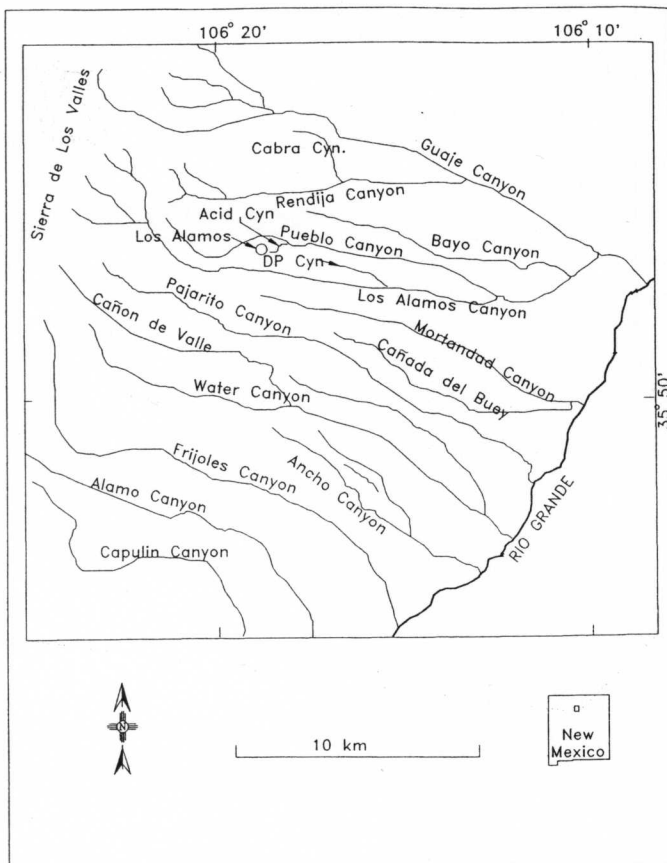 106° 20'
106° 10'
Sierra de Los Valles
Cabra Cyn.
Guaje Canyon
Rendija Canyon
Acid Cyn
Los Alamos
Pueblo Canyon
Bayo Canyon
DP Cyn
Los Alamos Canyon
Pajarito Canyon
Cañon de Valle
Mortandad Canyon
Cañada del Buey
35° 50'
Water Canyon
Frijoles Canyon
Ancho Canyon
Alamo Canyon
RIO GRANDE
Capulin Canyon
N
10 km
New
Mexico